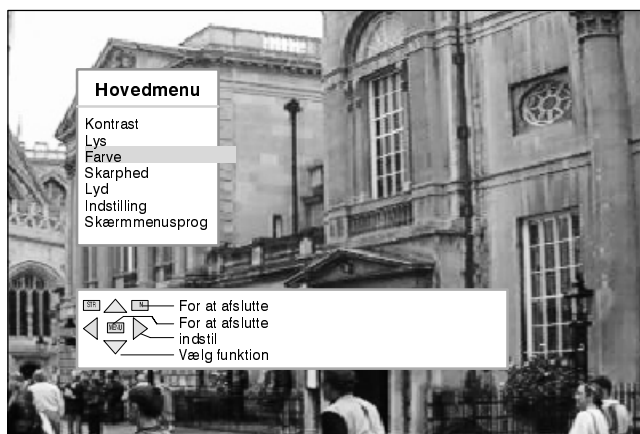 Hovedmenu
Kontrast
Lys
Farve
Skarphed
Lyd
Indstilling
Skærmmenusprog
STR
N
For at afslutte
MENU
For at afslutte
indstil
Vælg funktion